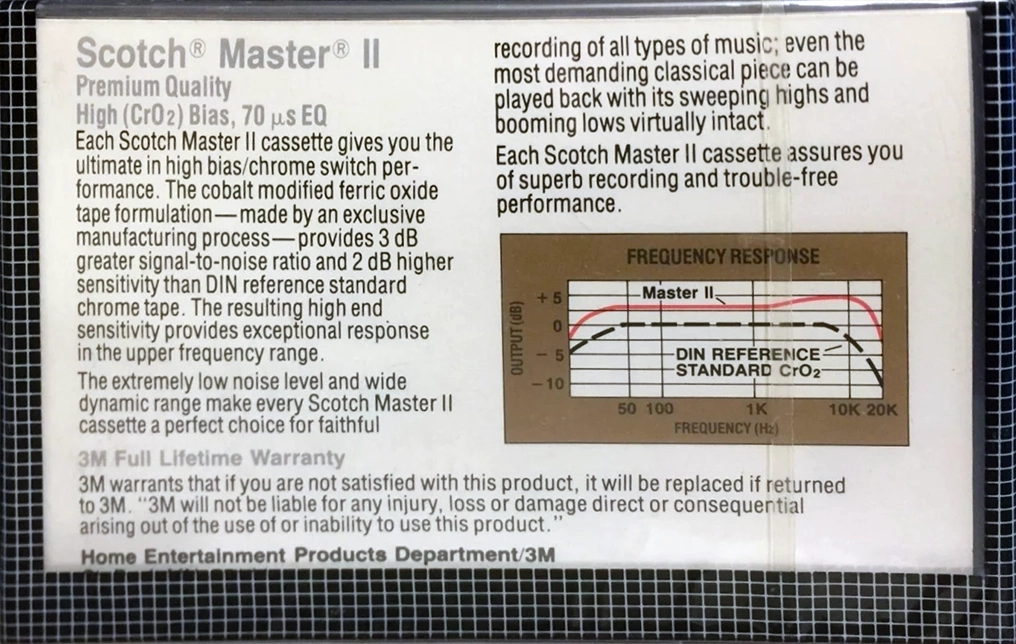 Scotch® Master® II
Premium Quality
High (CrO₂) Bias, 70 µs EQ
Each Scotch Master II cassette gives you the
ultimate in high bias/chrome switch per-
formance. The cobalt modified ferric oxide
tape formulation—made by an exclusive
manufacturing process—provides 3 dB
greater signal-to-noise ratio and 2 dB higher
sensitivity than DIN reference standard
chrome tape. The resulting high end
sensitivity provides exceptional response
in the upper frequency range.
The extremely low noise level and wide
dynamic range make every Scotch Master II
cassette a perfect choice for faithful
recording of all types of music; even the
most demanding classical piece can be
played back with its sweeping highs and
booming lows virtually intact.
Each Scotch Master II cassette assures you
of superb recording and trouble-free
performance.
FREQUENCY RESPONSE
OUTPUT (dB)
+5
0
-5
-10
Master II
DIN REFERENCE
STANDARD CrO₂
50 100 1K 10K 20K
FREQUENCY (Hz)
3M Full Lifetime Warranty
3M warrants that if you are not satisfied with this product, it will be replaced if returned
to 3M. "3M will not be liable for any injury, loss or damage direct or consequential
arising out of the use of or inability to use this product."
Home Entertainment Products Department/3M